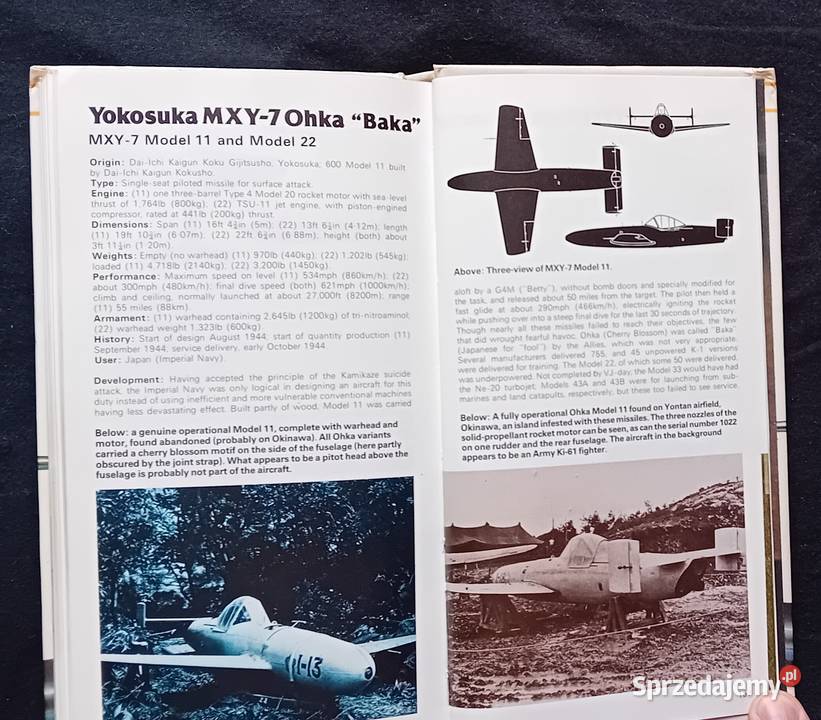 Yokosuka MXY-7 Ohka "Baka"
MXY-7 Model 11 and Model 22
Origin: Dai-Ichi Kaigun Koku Gijitsusho, Yokosuka; 600 Model 11 built
by Dai-Ichi Kaigun Kokusho.
Type: Single-seat piloted missile for surface attack.
Engine: (11) one three-barrel Type 4 Model 20 rocket motor with sea-level
thrust of 1,764lb (800kg); (22) TSU-11 jet engine, with piston-engined
compressor, rated at 441lb (200kg) thrust.
Dimensions: Span (11) 16ft 4¾in (5m); (22) 13ft 6¼in (4·12m); length
(11) 19ft 10¾in (6·07m); (22) 22ft 6¾in (6·88m); height (both) about
3ft 11¼in (1·20m).
Weights: Empty (no warhead) (11) 970lb (440kg); (22) 1,202lb (545kg);
loaded (11) 4,718lb (2140kg); (22) 3,200lb (1450kg).
Performance: Maximum speed on level (11) 534mph (860km/h); (22)
about 300mph (480km/h); final dive speed (both) 621mph (1000km/h);
climb and ceiling, normally launched at about 27,000ft (8200m); range
(11) 55 miles (88km).
Armament: (11) warhead containing 2,645lb (1200kg) of tri-nitroaminol;
(22) warhead weight 1,323lb (600kg).
History: Start of design August 1944; start of quantity production (11)
September 1944; service delivery, early October 1944.
User: Japan (Imperial Navy).
Development: Having accepted the principle of the Kamikaze suicide
attack, the Imperial Navy was only logical in designing an aircraft for this
duty instead of using inefficient and more vulnerable conventional machines
having less devastating effect. Built partly of wood, Model 11 was carried
Below: a genuine operational Model 11, complete with warhead and
motor, found abandoned (probably on Okinawa). All Ohka variants
carried a cherry blossom motif on the side of the fuselage (here partly
obscured by the joint strap). What appears to be a pitot head above the
fuselage is probably not part of the aircraft.
I-13
Above: Three-view of MXY-7 Model 11.
aloft by a G4M ("Betty"), without bomb doors and specially modified for
the task, and released about 50 miles from the target. The pilot then held a
fast glide at about 290mph (466km/h), electrically igniting the rocket
while pushing over into a steep final dive for the last 30 seconds of trajectory.
Though nearly all these missiles failed to reach their objectives, the few
that did wrought fearful havoc. Ohka (Cherry Blossom) was called "Baka"
(Japanese for "fool") by the Allies, which was not very appropriate.
Several manufacturers delivered 755, and 45 unpowered K-1 versions
were delivered for training. The Model 22, of which some 50 were delivered,
was underpowered. Not completed by VJ-day, the Model 33 would have had
the Ne-20 turbojet; Models 43A and 43B were for launching from sub-
marines and land catapults, respectively, but these too failed to see service.
Below: A fully operational Ohka Model 11 found on Yontan airfield,
Okinawa, an island infested with these missiles. The three nozzles of the
solid-propellant rocket motor can be seen, as can the serial number 1022
on one rudder and the rear fuselage. The aircraft in the background
appears to be an Army Ki-61 fighter.
Sprzedajemy.pl